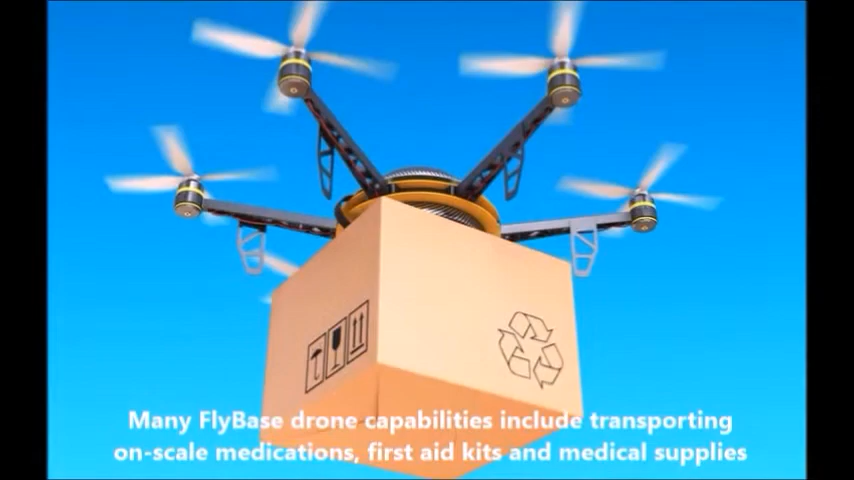 Many FlyBase drone capabilities include transporting
on-scale medications, first aid kits and medical supplies